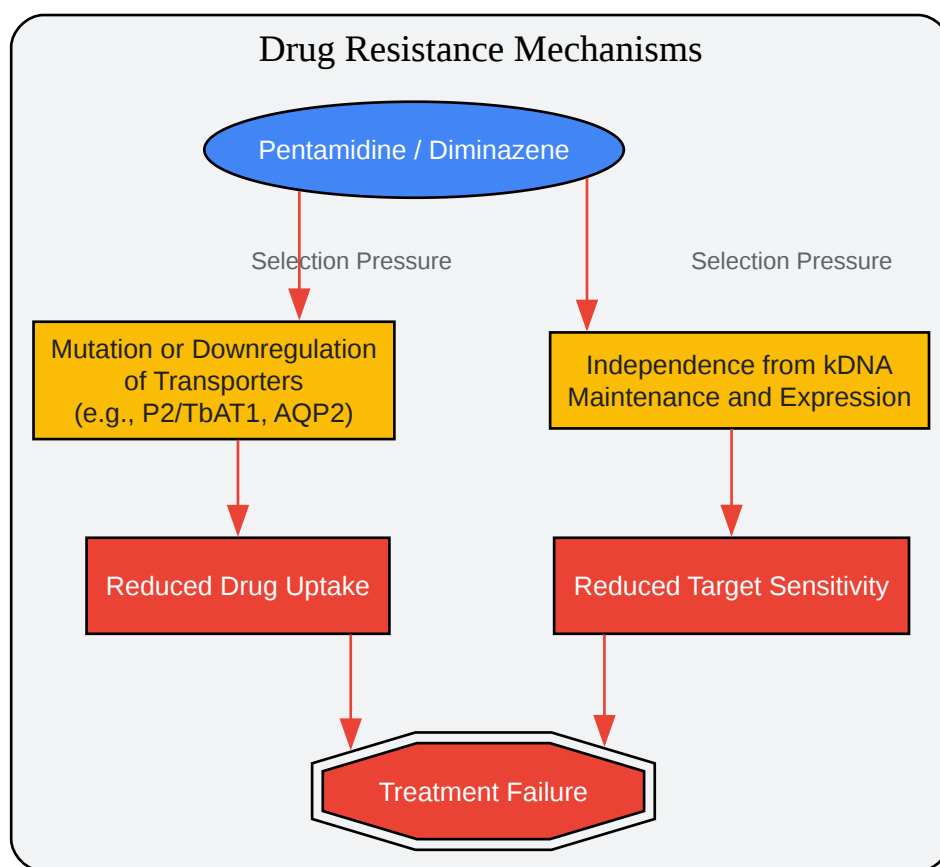 Drug Resistance Mechanisms
Pentamidine / Diminazene
Selection Pressure
Selection Pressure
Mutation or Downregulation
of Transporters
(e.g., P2/TbAT1, AQP2)
Independence from kDNA
Maintenance and Expression
Reduced Drug Uptake
Reduced Target Sensitivity
Treatment Failure